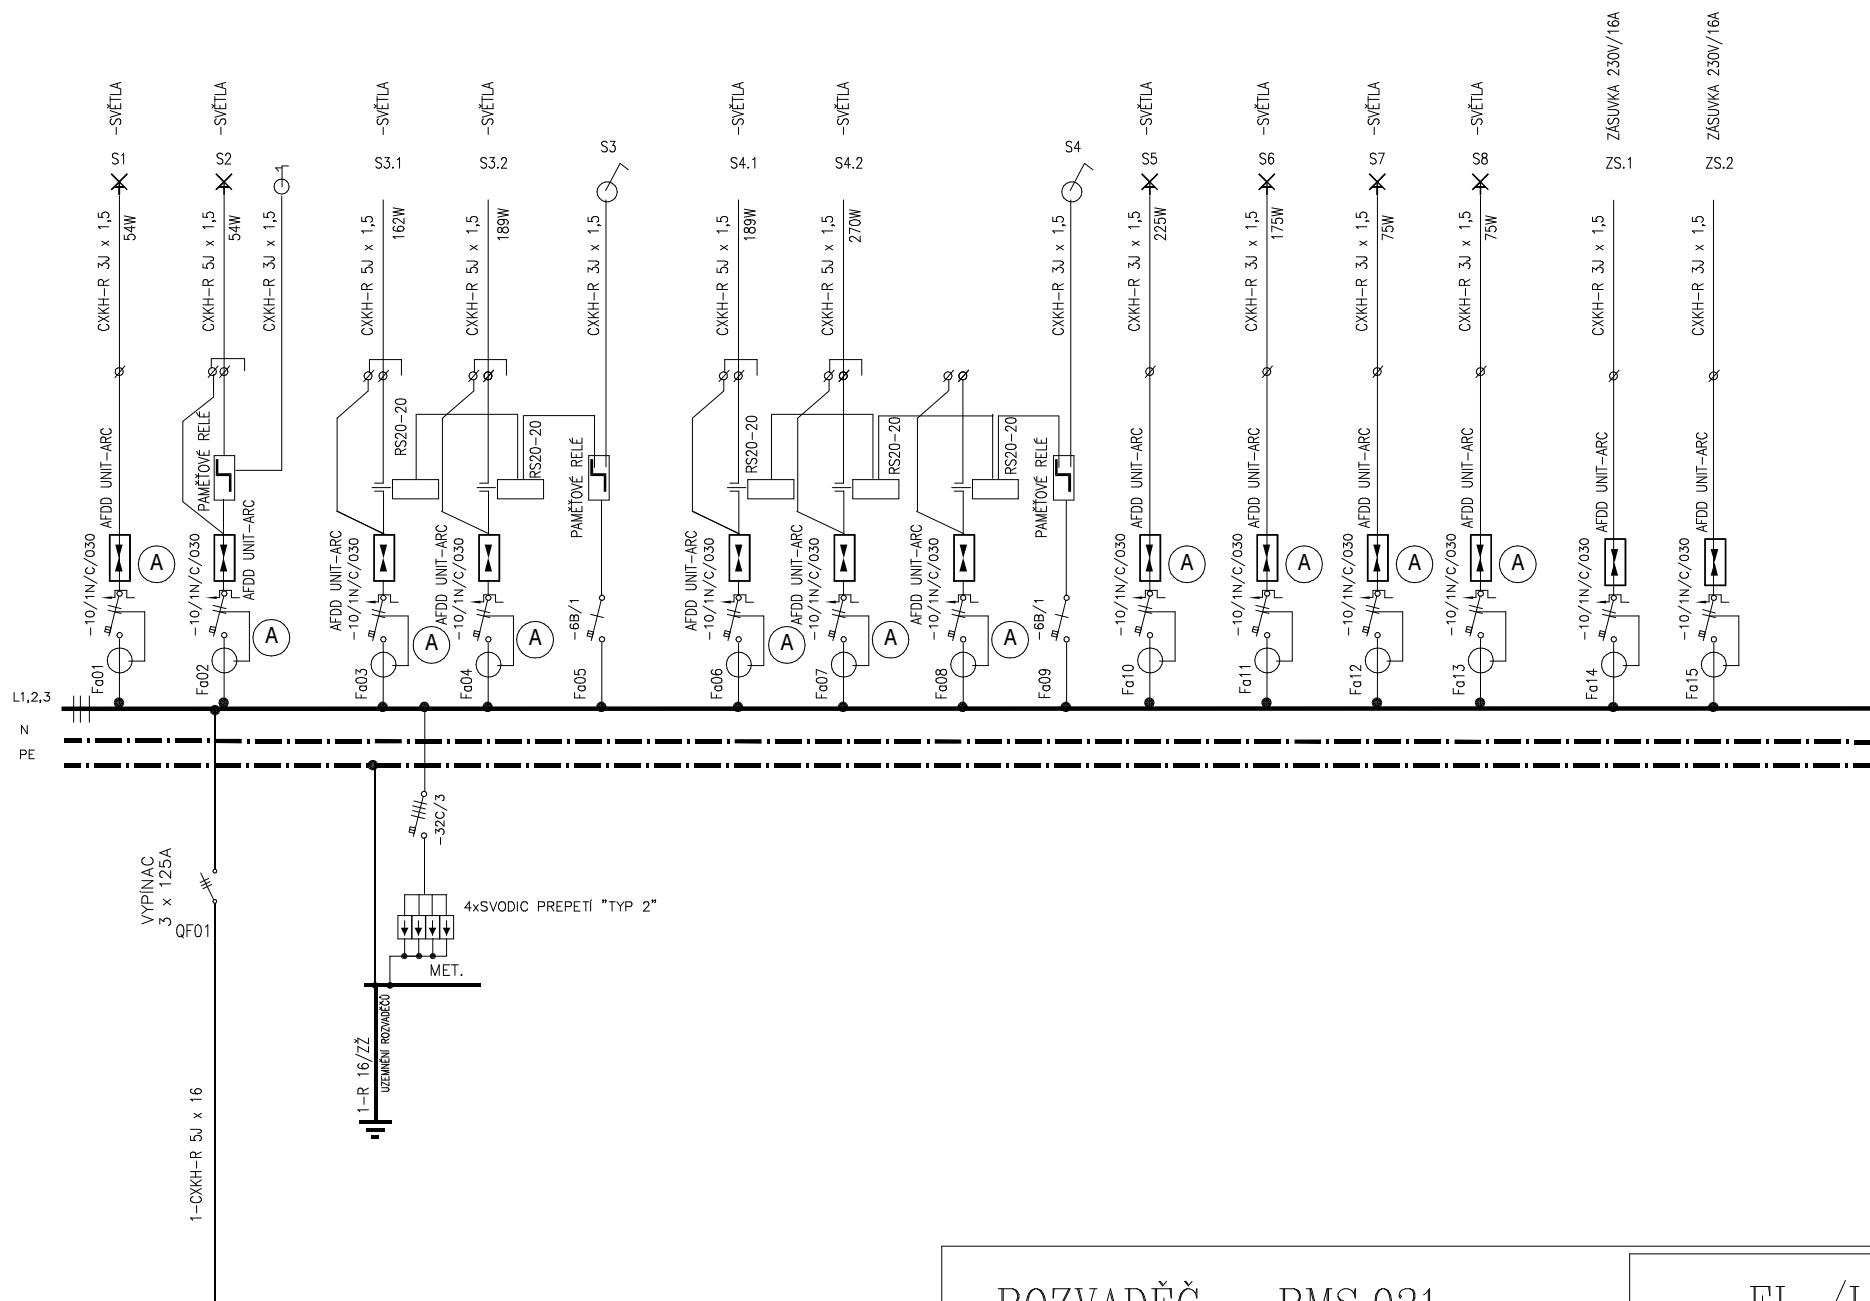 -SVĚTLA
S1
CXKH-R 3J x 1,5
54W
AFDD UNIT-ARC
-10/1N/C/030
A
Fa01
-SVĚTLA
S2
CXKH-R 5J x 1,5
54W
CXKH-R 3J x 1,5
PAMĚŤOVÉ RELÉ
AFDD UNIT-ARC
-10/1N/C/030
A
Fa02
-SVĚTLA
S3.1
CXKH-R 5J x 1,5
162W
RS20-20
AFDD UNIT-ARC
-10/1N/C/030
A
Fa03
-SVĚTLA
S3.2
CXKH-R 5J x 1,5
189W
RS20-20
AFDD UNIT-ARC
-10/1N/C/030
A
Fa04
S3
CXKH-R 3J x 1,5
PAMĚŤOVÉ RELÉ
-6B/1
Fa05
-SVĚTLA
S4.1
CXKH-R 5J x 1,5
189W
RS20-20
AFDD UNIT-ARC
-10/1N/C/030
A
Fa06
-SVĚTLA
S4.2
CXKH-R 5J x 1,5
270W
RS20-20
AFDD UNIT-ARC
-10/1N/C/030
A
Fa07
RS20-20
AFDD UNIT-ARC
-10/1N/C/030
A
Fa08
S4
CXKH-R 3J x 1,5
PAMĚŤOVÉ RELÉ
-6B/1
Fa09
-SVĚTLA
S5
CXKH-R 3J x 1,5
225W
AFDD UNIT-ARC
-10/1N/C/030
A
Fa10
-SVĚTLA
S6
CXKH-R 3J x 1,5
175W
AFDD UNIT-ARC
-10/1N/C/030
A
Fa11
-SVĚTLA
S7
CXKH-R 3J x 1,5
75W
AFDD UNIT-ARC
-10/1N/C/030
A
Fa12
-SVĚTLA
S8
CXKH-R 3J x 1,5
75W
AFDD UNIT-ARC
-10/1N/C/030
A
Fa13
ZÁSUVKA 230V/16A
ZS.1
CXKH-R 3J x 1,5
AFDD UNIT-ARC
-10/1N/C/030
Fa14
ZÁSUVKA 230V/16A
ZS.2
CXKH-R 3J x 1,5
AFDD UNIT-ARC
-10/1N/C/030
Fa15
L1,2,3
N
PE
VYPÍNAC
3 x 125A
QF01
-32C/3
4xSVODIC PREPETÍ "TYP 2"
MET.
1-R 16/ZŽ
UZEMNĚNÍ ROZVADĚČŮ
1-CXKH-R 5J x 16
ROZVADĚČ RMS 031